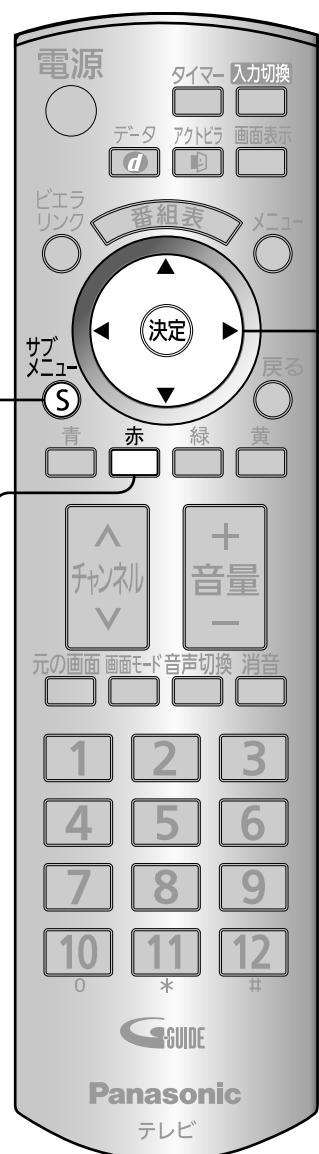 電源
タイマー 入力切換
データ アクトビラ 画面表示
d
ビエラ
リンク
番組表
メニュー
▲
◀ 決定 ▶
▼
サブ
メニュー
S
戻る
青 赤 緑 黄
∧ +
チャンネル 音量
∨ −
元の画面 画面モード 音声切換 消音
1 2 3
4 5 6
7 8 9
10 11 12
0 * #
G-GUIDE
Panasonic
テレビ